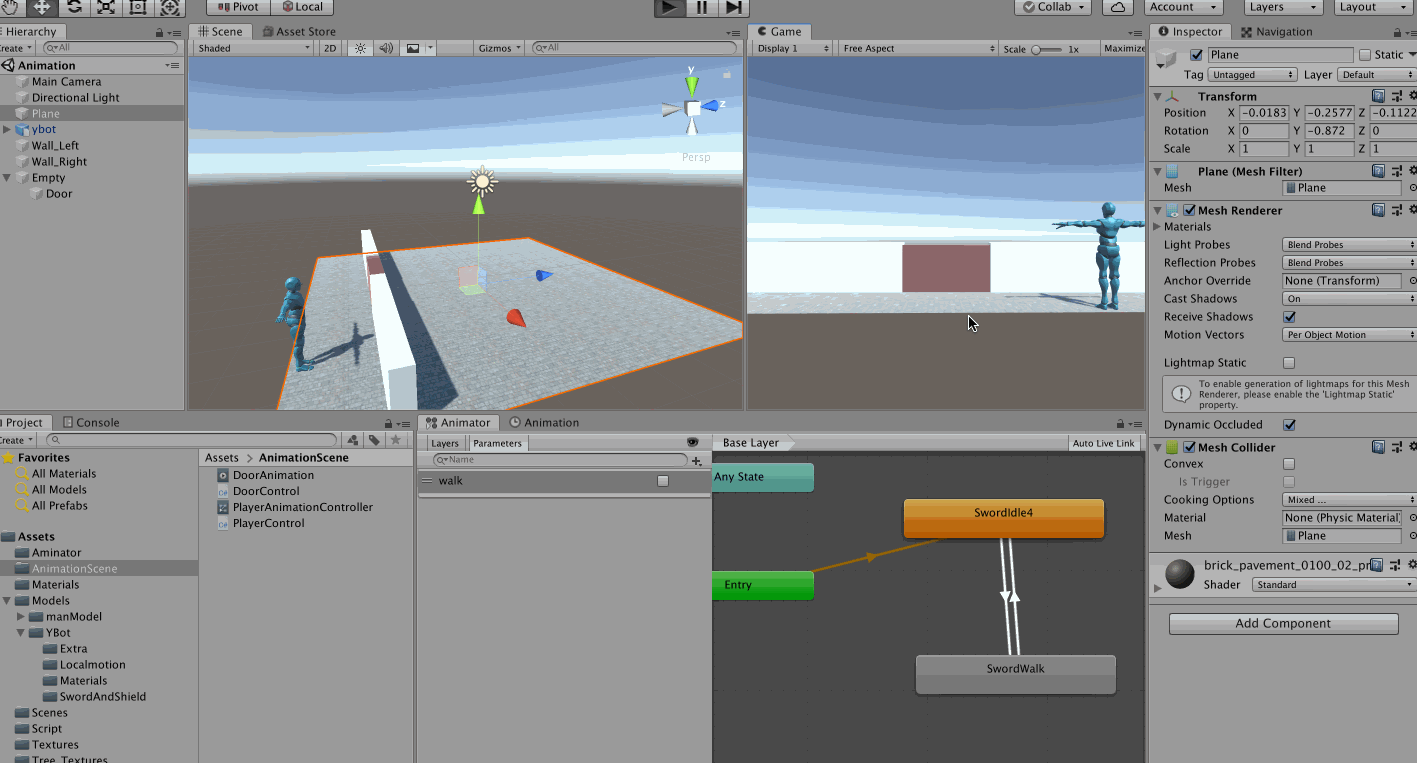 Pivot Local
Collab Account Layers Layout
Hierarchy
Create All
Animation
Main Camera
Directional Light
Plane
ybot
Wall_Left
Wall_Right
Empty
Door
Scene Asset Store
Shaded 2D Gizmos All
y
z
Persp
Game
Display 1 Free Aspect Scale 1x Maximize
Inspector Navigation
Plane Static
Tag Untagged Layer Default
Transform
Position X -0.0183 Y -0.2577 Z -0.1122
Rotation X 0 Y -0.872 Z 0
Scale X 1 Y 1 Z 1
Plane (Mesh Filter)
Mesh Plane
Mesh Renderer
Materials
Light Probes Blend Probes
Reflection Probes Blend Probes
Anchor Override None (Transform)
Cast Shadows On
Receive Shadows
Motion Vectors Per Object Motion
Lightmap Static
To enable generation of lightmaps for this Mesh
Renderer, please enable the 'Lightmap Static'
property.
Dynamic Occluded
Mesh Collider
Convex
Is Trigger
Cooking Options Mixed ...
Material None (Physic Material)
Mesh Plane
brick_pavement_0100_02_pr
Shader Standard
Add Component
Project Console
Create
Favorites
All Materials
All Models
All Prefabs
Assets
Aminator
AnimationScene
Materials
Models
manModel
YBot
Extra
Localmotion
Materials
SwordAndShield
Scenes
Script
Textures
Tree_Textures
Assets AnimationScene
DoorAnimation
DoorControl
PlayerAnimationController
PlayerControl
Animator Animation
Layers Parameters
Name
walk
Base Layer Auto Live Link
Any State
SwordIdle4
Entry
SwordWalk